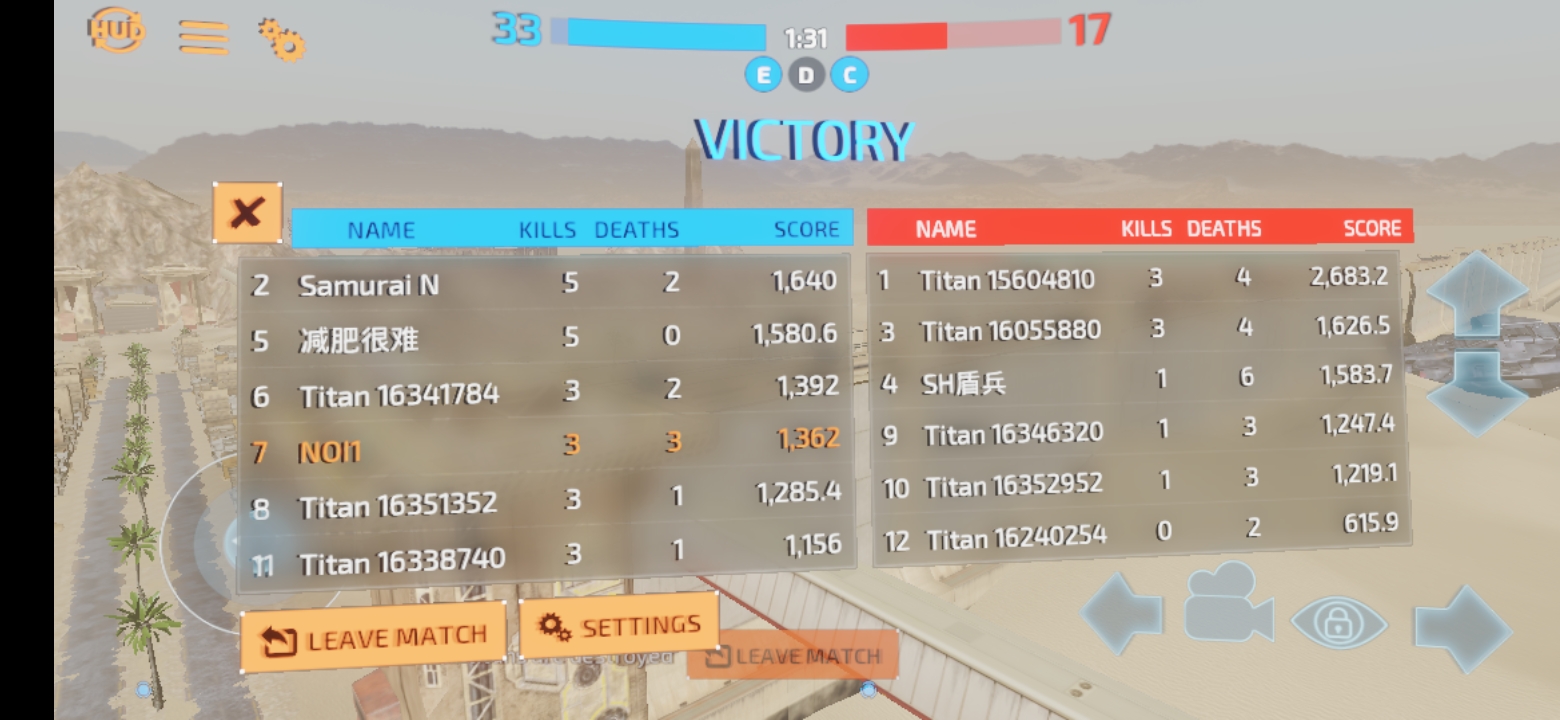 HUD
33 1:31 17
E D C
VICTORY
NAME KILLS DEATHS SCORE
2 Samurai N 5 2 1,640
5 减肥很难 5 0 1,580.6
6 Titan 16341784 3 2 1,392
7 NOI1 3 3 1,362
8 Titan 16351352 3 1 1,285.4
11 Titan 16338740 3 1 1,156
NAME KILLS DEATHS SCORE
1 Titan 15604810 3 4 2,683.2
3 Titan 16055880 3 4 1,626.5
4 SH盾兵 1 6 1,583.7
9 Titan 16346320 1 3 1,247.4
10 Titan 16352952 1 3 1,219.1
12 Titan 16240254 0 2 615.9
LEAVE MATCH SETTINGS
destroyed LEAVE MATCH